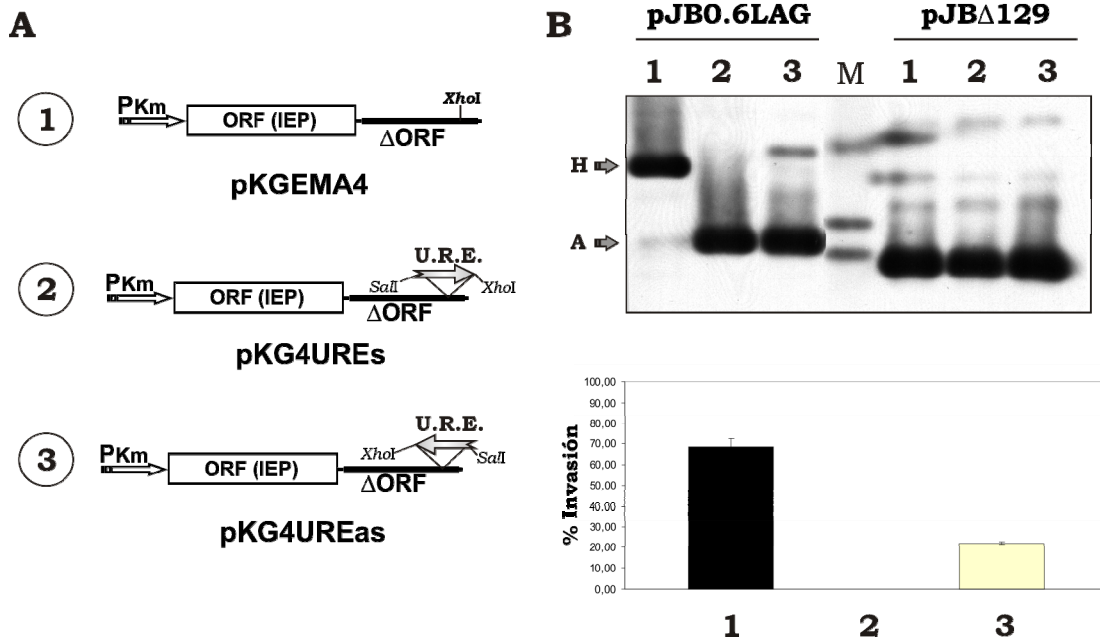 A
1
PKm
ORF (IEP)
XhoI
ΔORF
pKGEMA4
2
PKm
ORF (IEP)
U.R.E.
SalI
XhoI
ΔORF
pKG4UREs
3
PKm
ORF (IEP)
U.R.E.
XhoI
SalI
ΔORF
pKG4UREas
B
pJB0.6LAG pJBΔ129
1 2 3 M 1 2 3
H
A
% Invasión
100,00
90,00
80,00
70,00
60,00
50,00
40,00
30,00
20,00
10,00
0,00
1 2 3